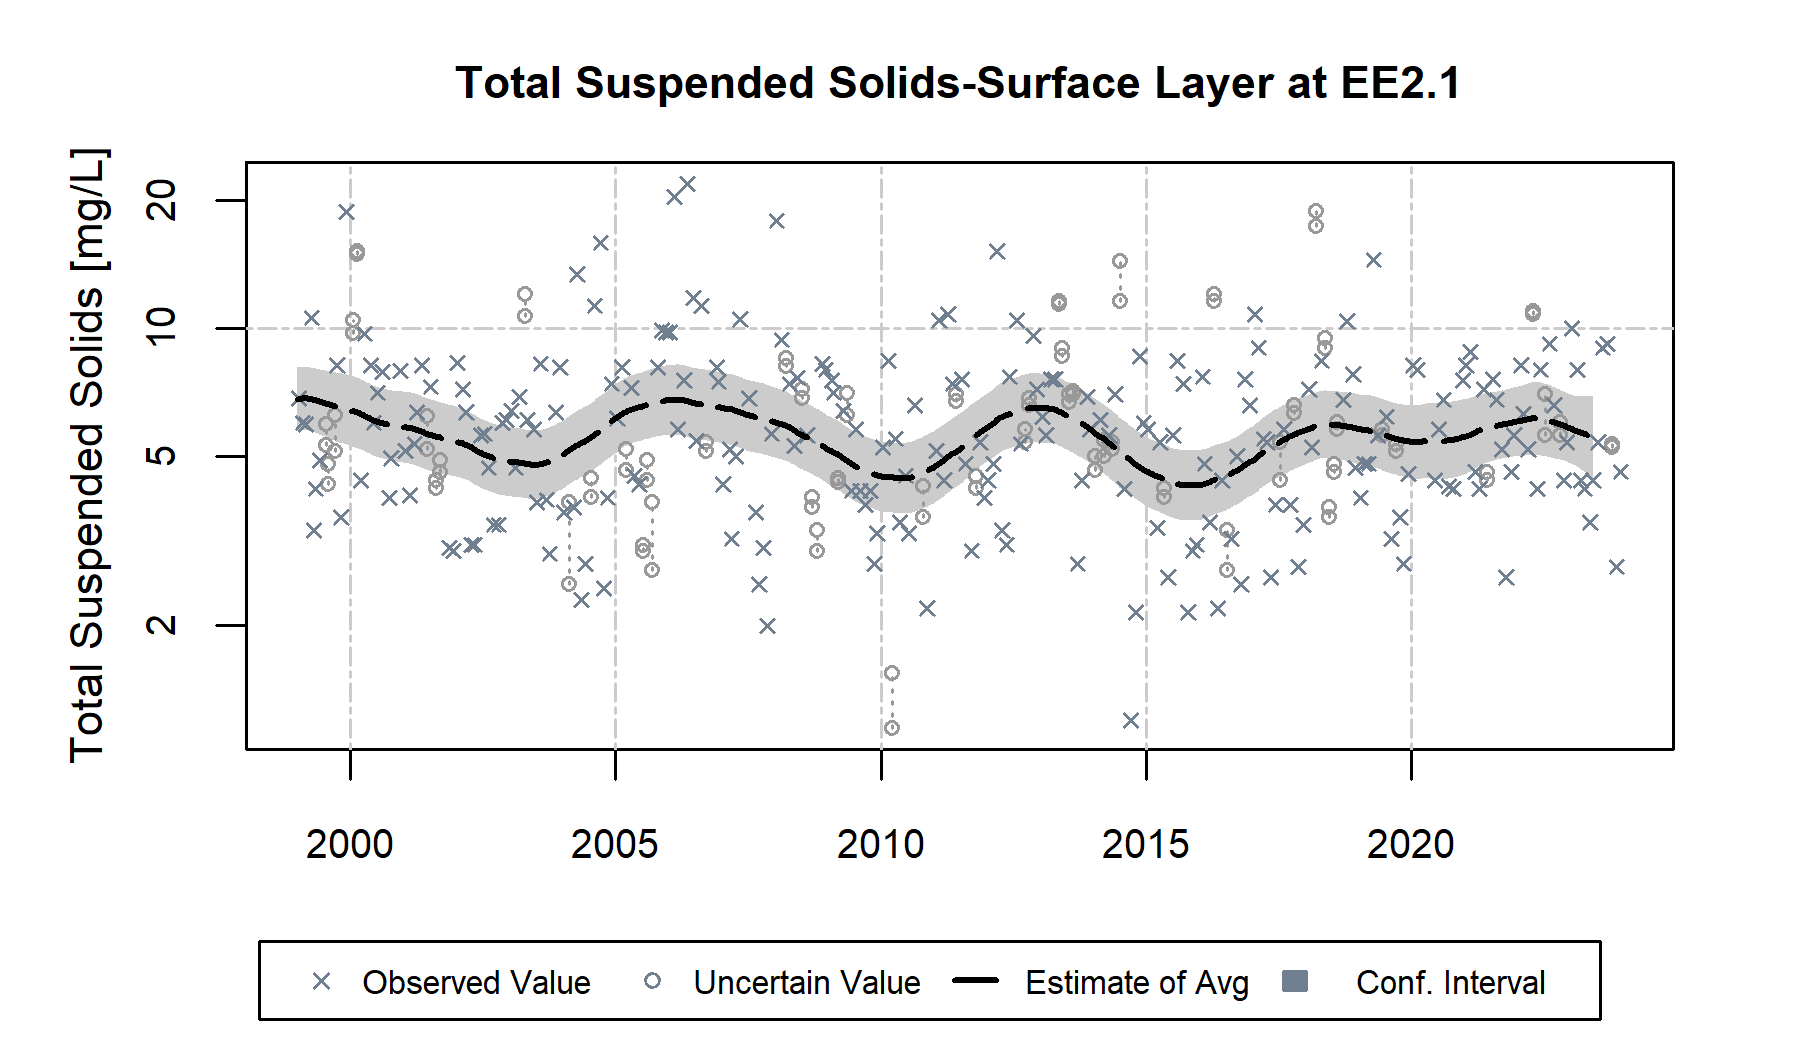 Total Suspended Solids-Surface Layer at EE2.1
Total Suspended Solids [mg/L]
20
10
5
2
2000 2005 2010 2015 2020
Observed Value Uncertain Value Estimate of Avg Conf. Interval